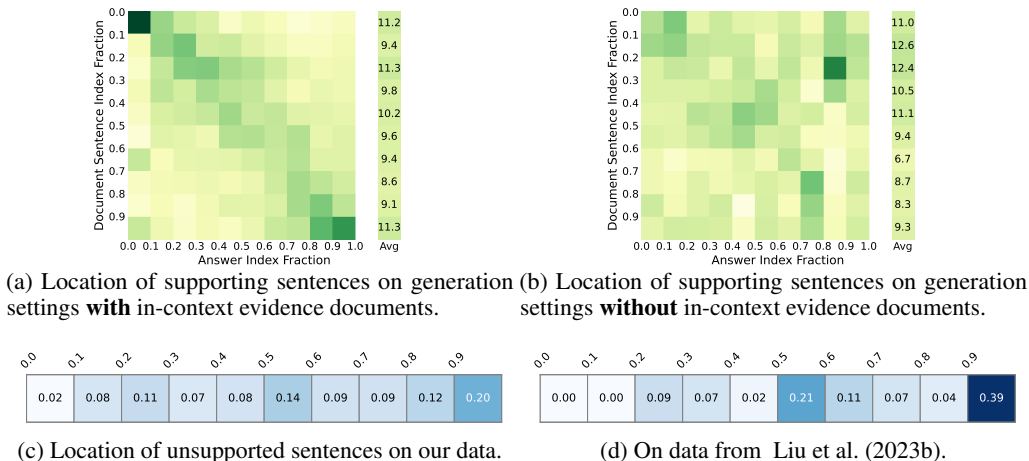 0.0
0.1
0.2
0.3
0.4
0.5
0.6
0.7
0.8
0.9
Document Sentence Index Fraction
0.0 0.1 0.2 0.3 0.4 0.5 0.6 0.7 0.8 0.9 1.0
Answer Index Fraction
11.2
9.4
11.3
9.8
10.2
9.6
9.4
8.6
9.1
11.3
Avg
0.0
0.1
0.2
0.3
0.4
0.5
0.6
0.7
0.8
0.9
Document Sentence Index Fraction
0.0 0.1 0.2 0.3 0.4 0.5 0.6 0.7 0.8 0.9 1.0
Answer Index Fraction
11.0
12.6
12.4
10.5
11.1
9.4
6.7
8.7
8.3
9.3
Avg
(a) Location of supporting sentences on generation
settings with in-context evidence documents.
(b) Location of supporting sentences on generation
settings without in-context evidence documents.
0.0 0.1 0.2 0.3 0.4 0.5 0.6 0.7 0.8 0.9
0.02 0.08 0.11 0.07 0.08 0.14 0.09 0.09 0.12 0.20
(c) Location of unsupported sentences on our data.
0.0 0.1 0.2 0.3 0.4 0.5 0.6 0.7 0.8 0.9
0.00 0.00 0.09 0.07 0.02 0.21 0.11 0.07 0.04 0.39
(d) On data from Liu et al. (2023b).